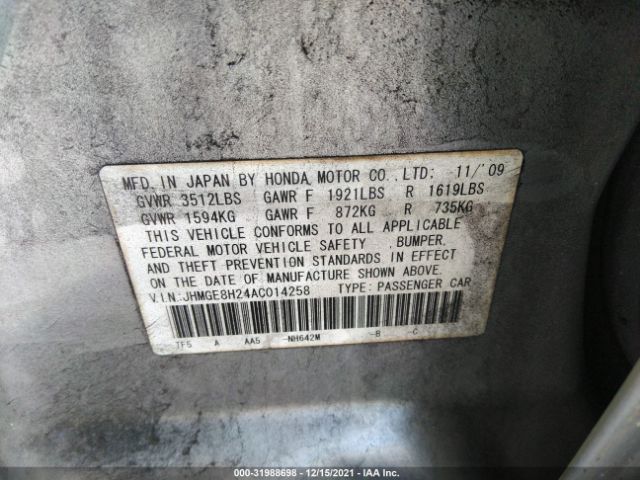 MFD. IN JAPAN BY HONDA MOTOR CO., LTD: 11/'09
GVWR 3512LBS GAWR F 1921LBS R 1619LBS
GVWR 1594KG GAWR F 872KG R 735KG
THIS VEHICLE CONFORMS TO ALL APPLICABLE
FEDERAL MOTOR VEHICLE SAFETY , BUMPER,
AND THEFT PREVENTION STANDARDS IN EFFECT
ON THE DATE OF MANUFACTURE SHOWN ABOVE.
V.I.N.:JHMGE8H24AC014258 TYPE: PASSENGER CAR
TF5 A AA5 -NH642M -B -C
000-31988698 - 12/15/2021 - IAA Inc.